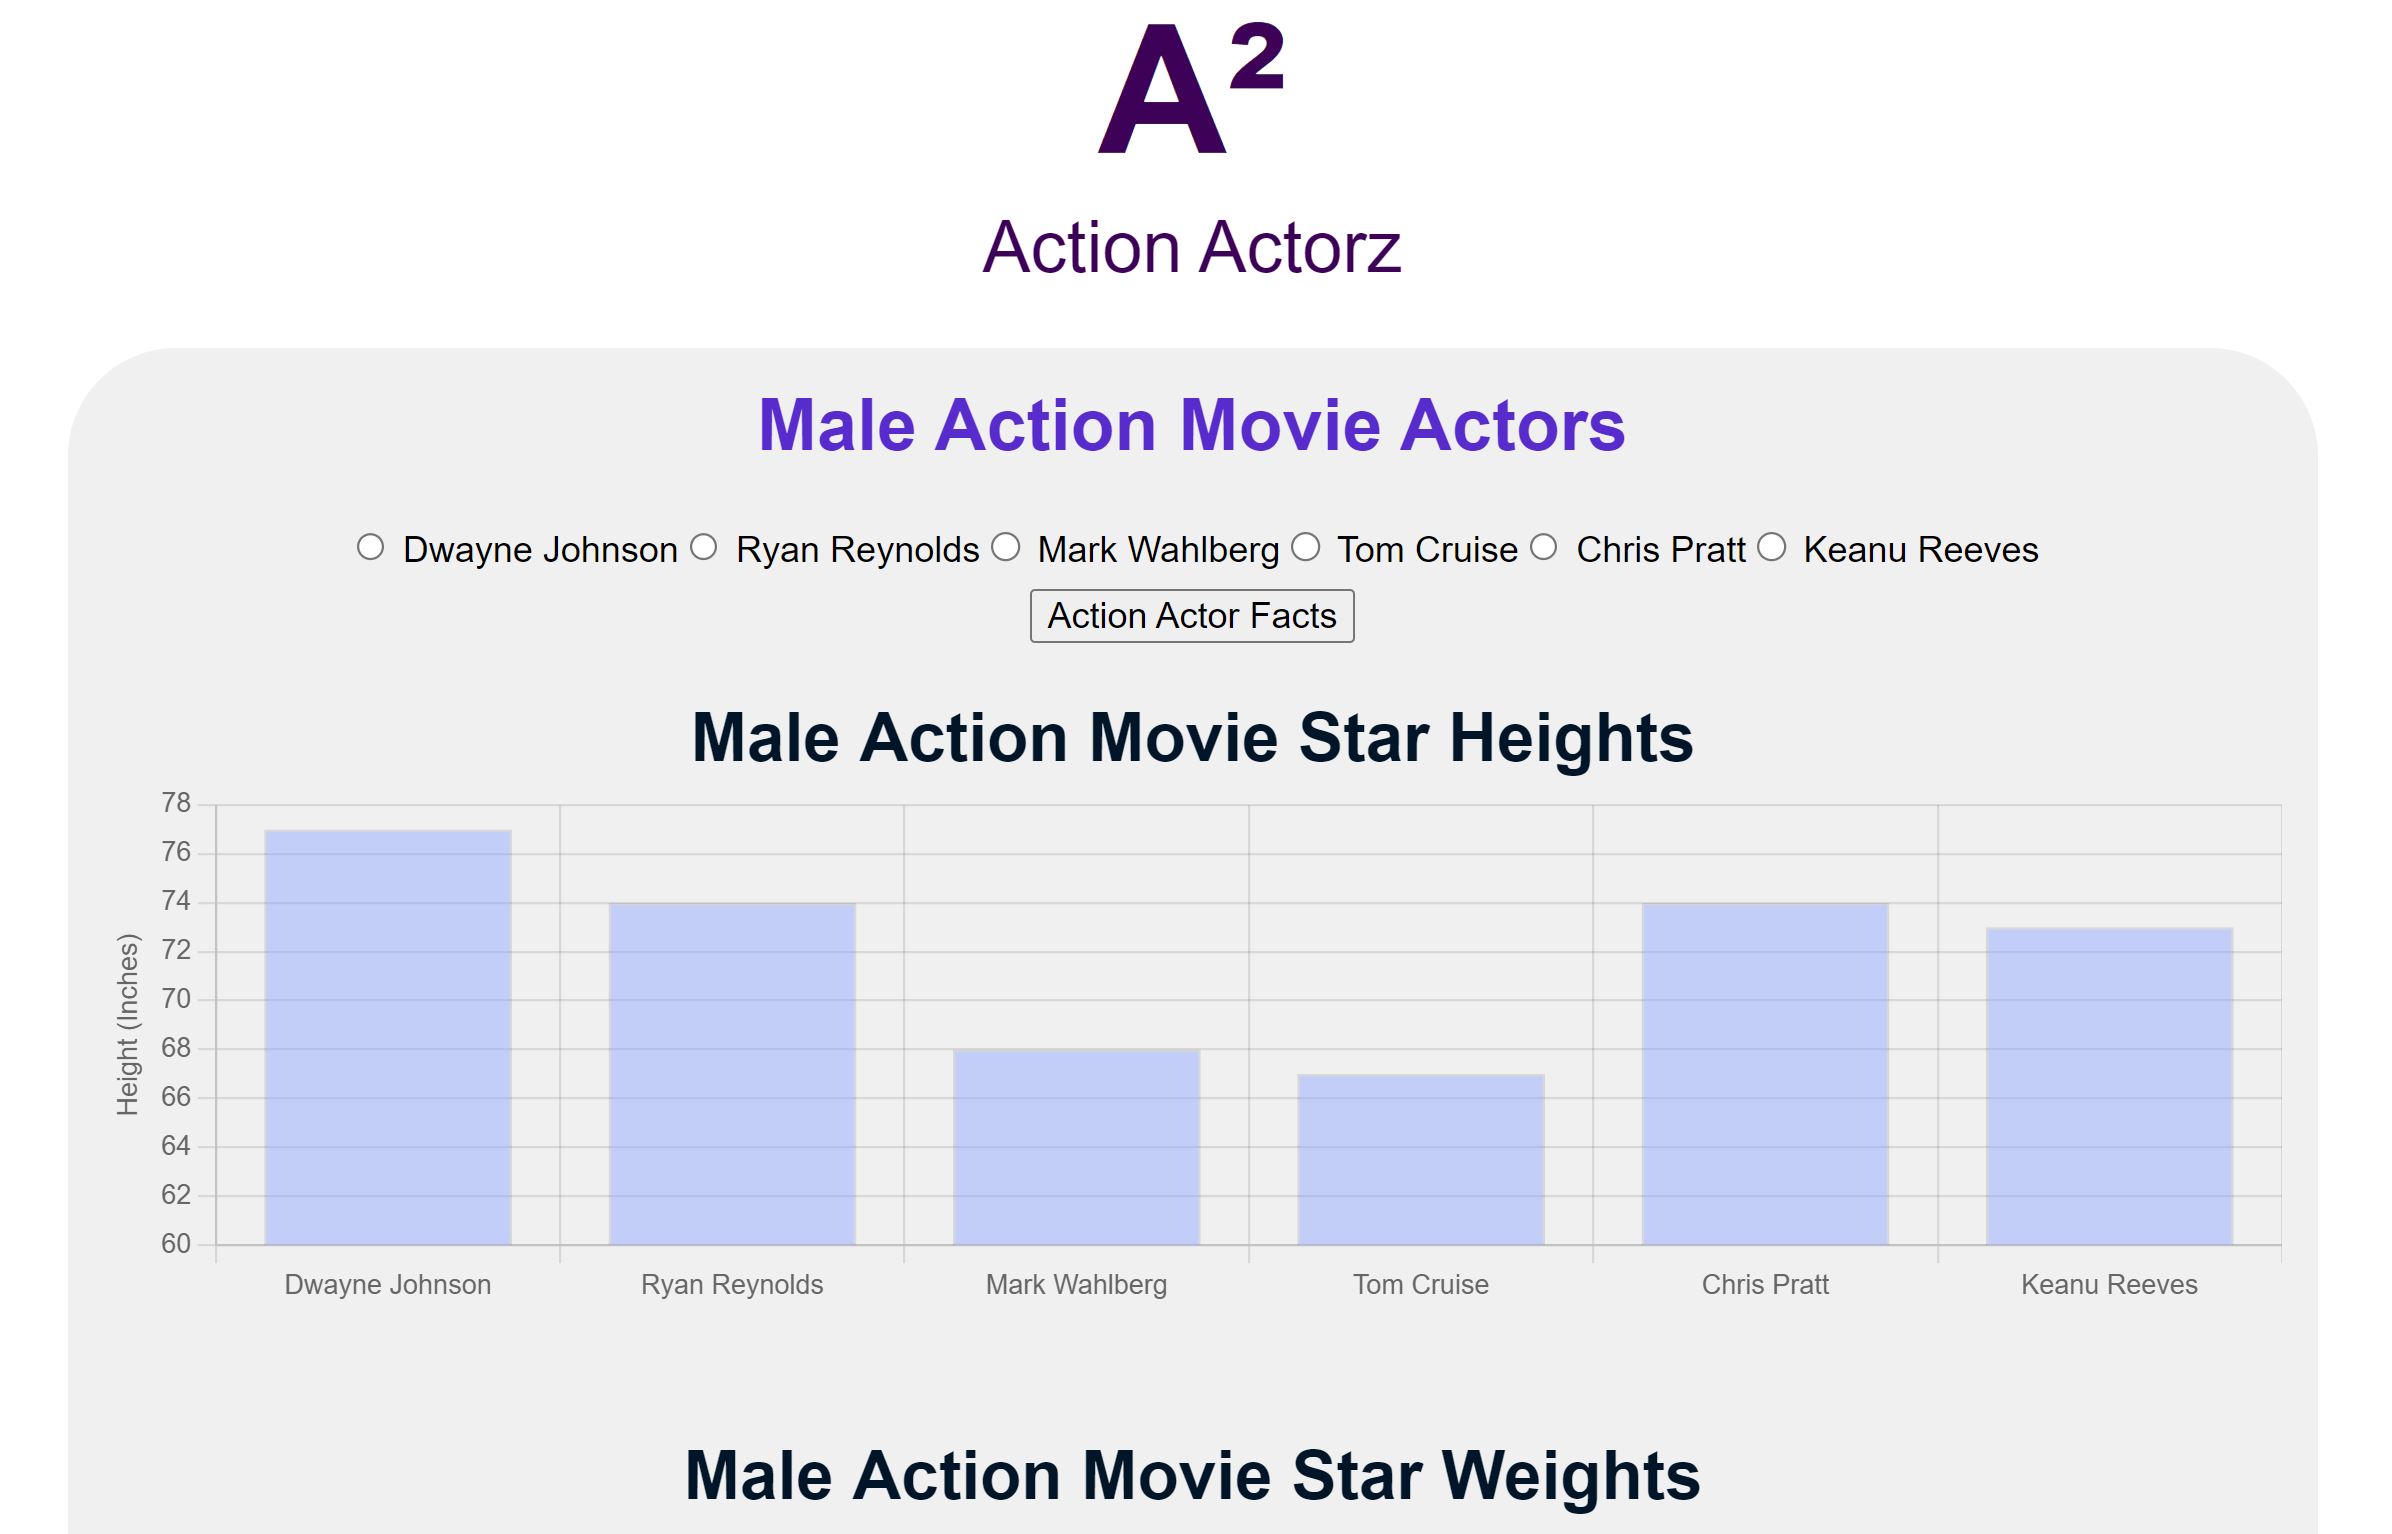 A²
Action Actorz
Male Action Movie Actors
Dwayne Johnson Ryan Reynolds Mark Wahlberg Tom Cruise Chris Pratt Keanu Reeves
Action Actor Facts
Male Action Movie Star Heights
78
76
74
72
70
68
66
64
62
60
Height (Inches)
Dwayne Johnson Ryan Reynolds Mark Wahlberg Tom Cruise Chris Pratt Keanu Reeves
Male Action Movie Star Weights